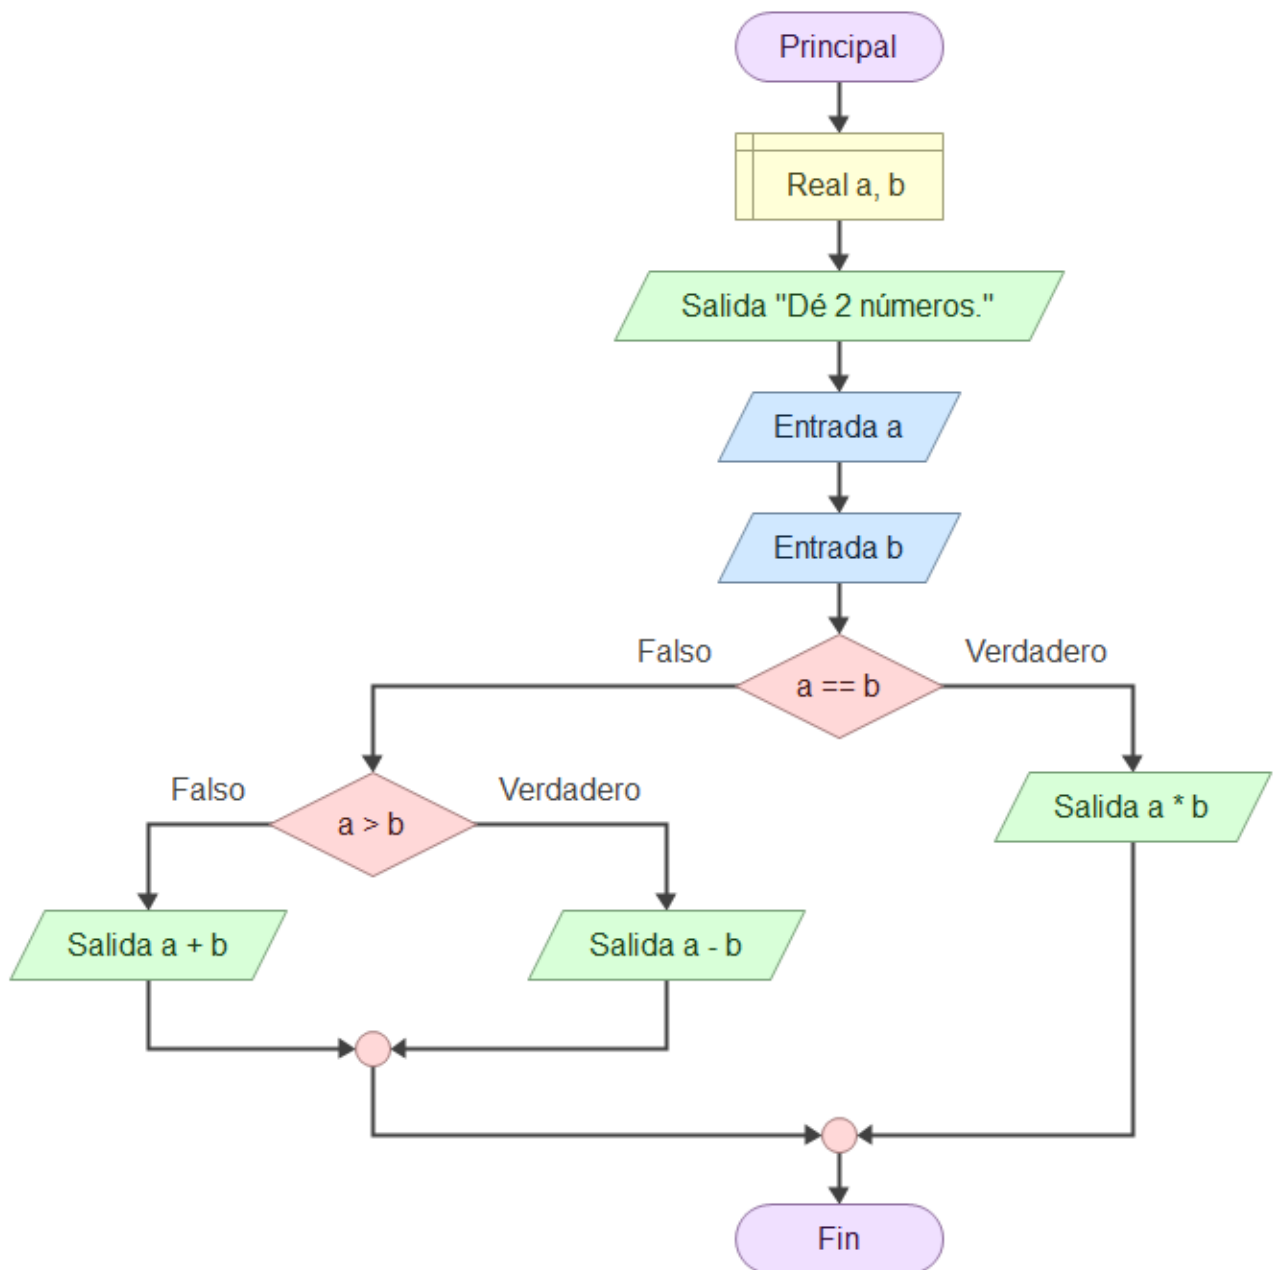 Principal
Real a, b
Salida "Dé 2 números."
Entrada a
Entrada b
Falso
Verdadero
a == b
Falso
Verdadero
a > b
Salida a * b
Salida a + b
Salida a - b
Fin